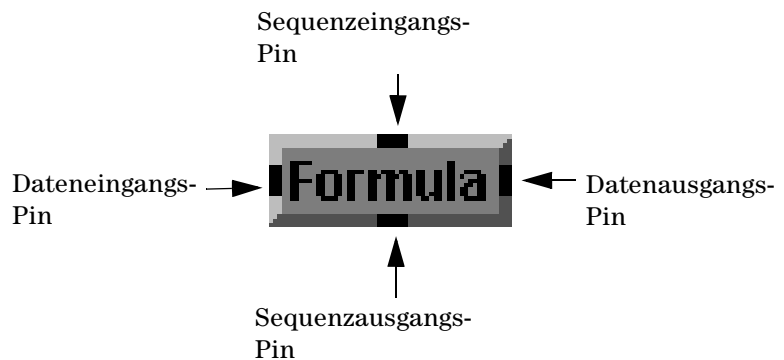 Sequenzeingangs-
Pin
Dateneingangs-
Pin
Formula
Datenausgangs-
Pin
Sequenzausgangs-
Pin